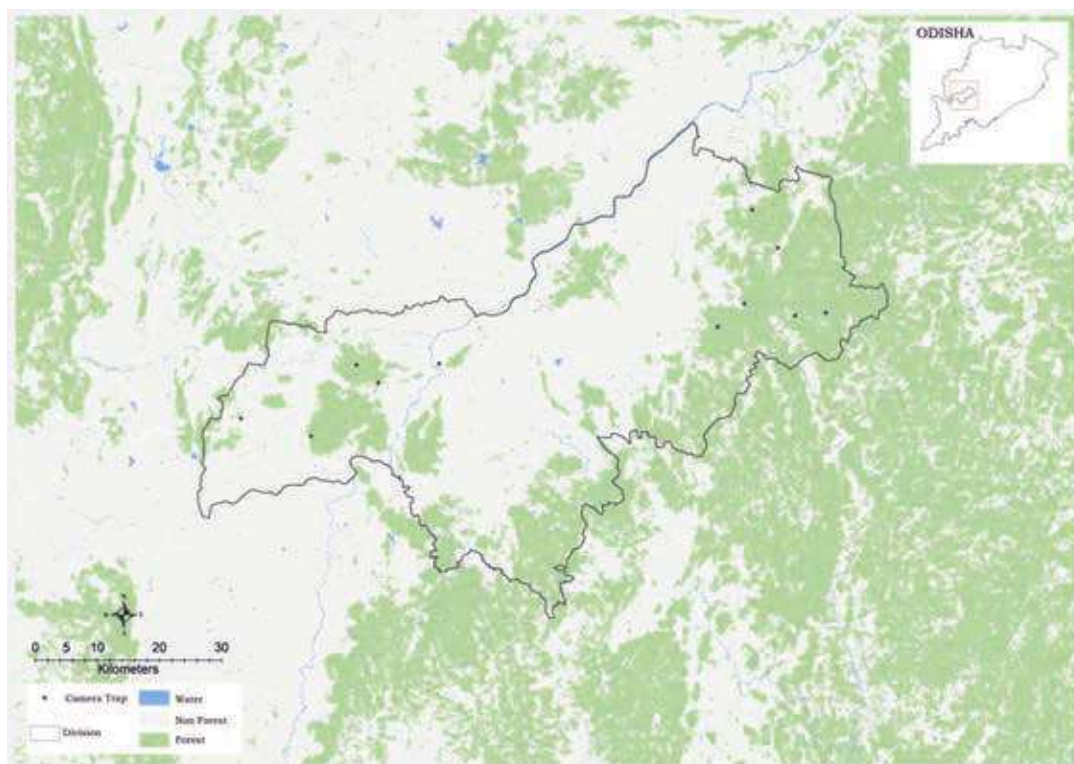 ODISHA
N
0 5 10 20 30
Kilometers
Camera Trap
Water
Non Forest
Division
Forest